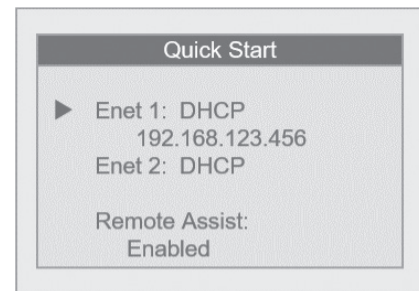 Quick Start
Enet 1: DHCP
192.168.123.456
Enet 2: DHCP
Remote Assist:
Enabled